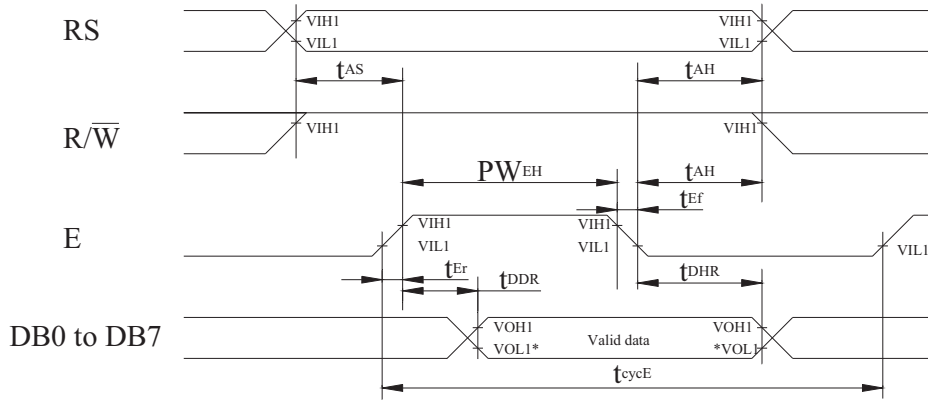 RS VIH1 VIH1
VIL1 VIL1
tAS tAH
R/W̅ VIH1 VIH1
PWEH tAH
tEf
E VIH1 VIH1
VIL1 VIL1 VIL1
tEr tDDR tDHR
DB0 to DB7 VOH1 Valid data VOH1
VOL1* *VOL1
tcycE